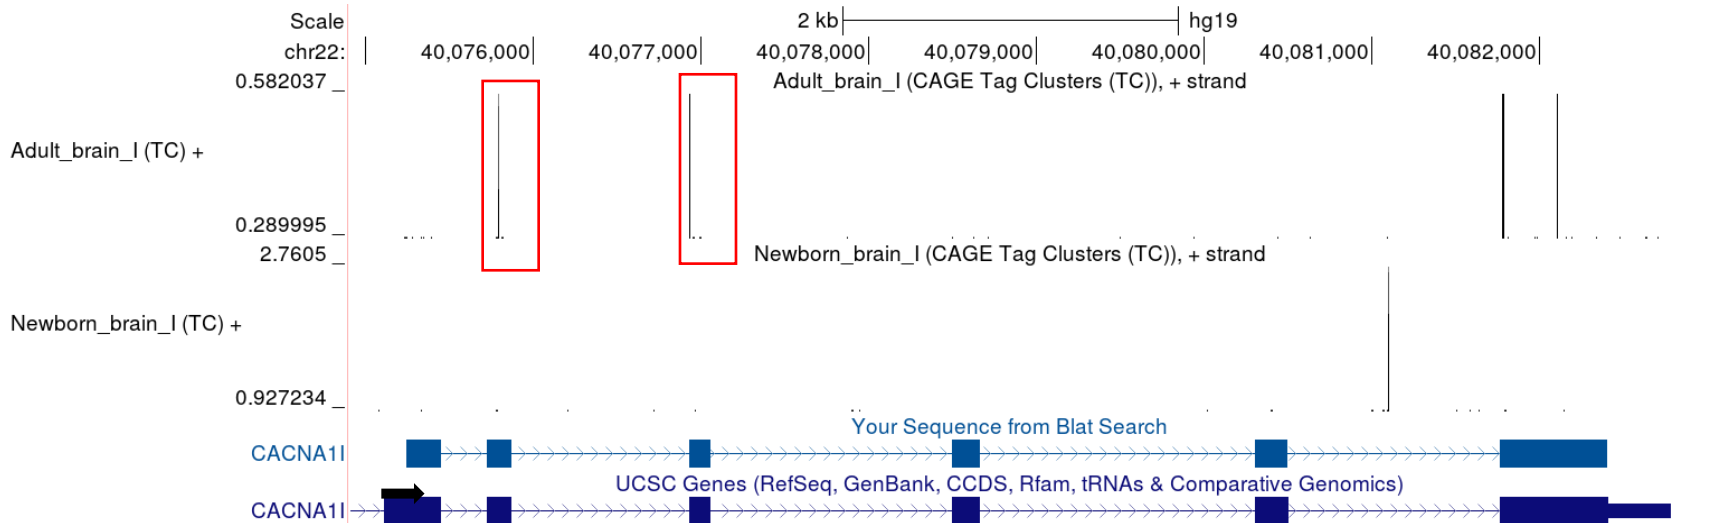 Scale 2 kb hg19
chr22: 40,076,000 40,077,000 40,078,000 40,079,000 40,080,000 40,081,000 40,082,000
0.582037 _ Adult_brain_I (CAGE Tag Clusters (TC)), + strand
Adult_brain_I (TC) +
0.289995 _
2.7605 _ Newborn_brain_I (CAGE Tag Clusters (TC)), + strand
Newborn_brain_I (TC) +
0.927234 _
Your Sequence from Blat Search
CACNA1I
UCSC Genes (RefSeq, GenBank, CCDS, Rfam, tRNAs & Comparative Genomics)
CACNA1I